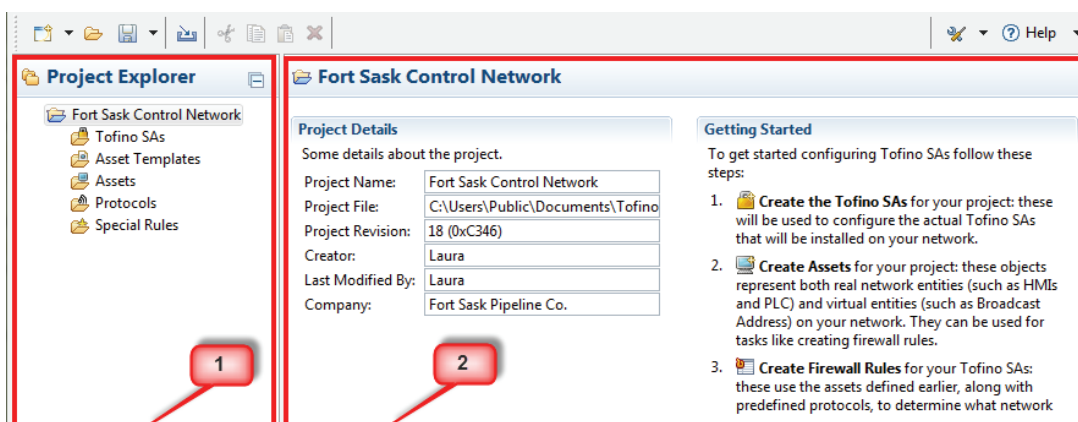 Help
Project Explorer
Fort Sask Control Network
Tofino SAs
Asset Templates
Assets
Protocols
Special Rules
1
Fort Sask Control Network
Project Details
Some details about the project.
Project Name: Fort Sask Control Network
Project File: C:\Users\Public\Documents\Tofino
Project Revision: 18 (0xC346)
Creator: Laura
Last Modified By: Laura
Company: Fort Sask Pipeline Co.
2
Getting Started
To get started configuring Tofino SAs follow these
steps:
1. Create the Tofino SAs for your project: these
will be used to configure the actual Tofino SAs
that will be installed on your network.
2. Create Assets for your project: these objects
represent both real network entities (such as HMIs
and PLC) and virtual entities (such as Broadcast
Address) on your network. They can be used for
tasks like creating firewall rules.
3. Create Firewall Rules for your Tofino SAs:
these use the assets defined earlier, along with
predefined protocols, to determine what network